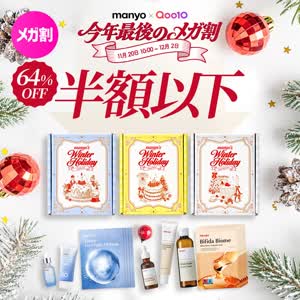 manyo × Qoo10
メガ割
今年最後のメガ割
11月20日 10:00 ~ 12月2日
64%OFF
半額以下
manyo's Winter Holiday
manyo's Winter Holiday
manyo's Winter Holiday
Bifida Biome